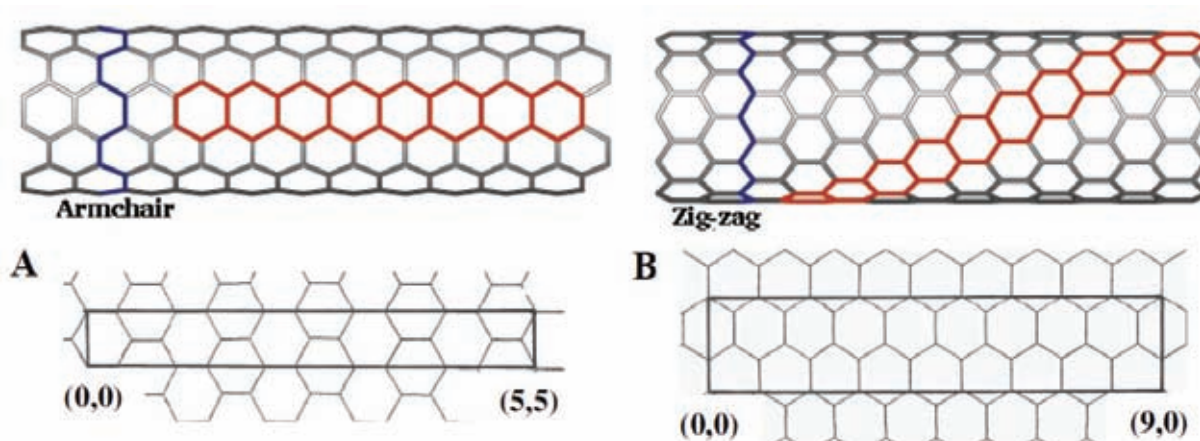 Armchair
Zig-zag
A
B
(0,0)
(5,5)
(0,0)
(9,0)